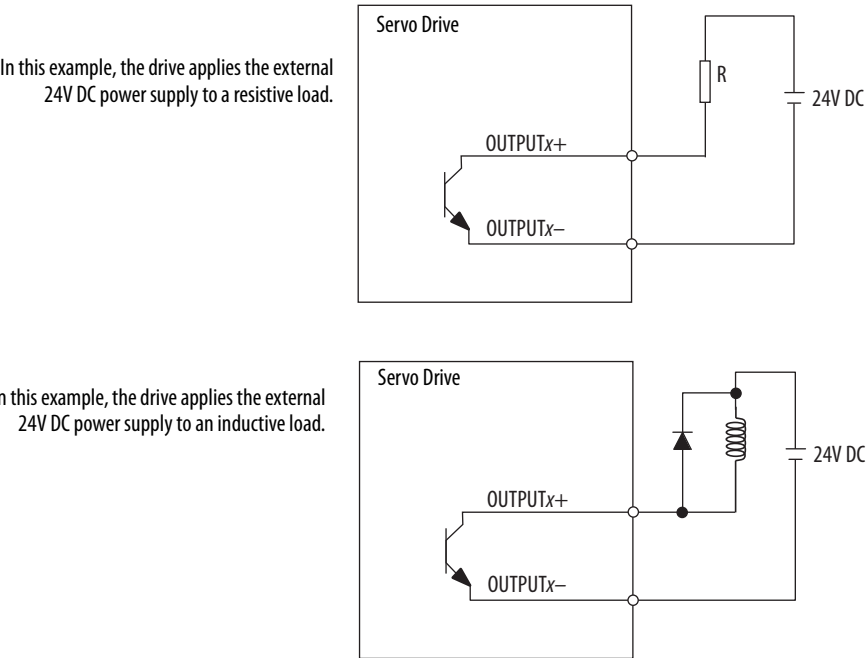 In this example, the drive applies the external
24V DC power supply to a resistive load.
Servo Drive
R
24V DC
OUTPUTx+
OUTPUTx–
n this example, the drive applies the external
24V DC power supply to an inductive load.
Servo Drive
24V DC
OUTPUTx+
OUTPUTx–